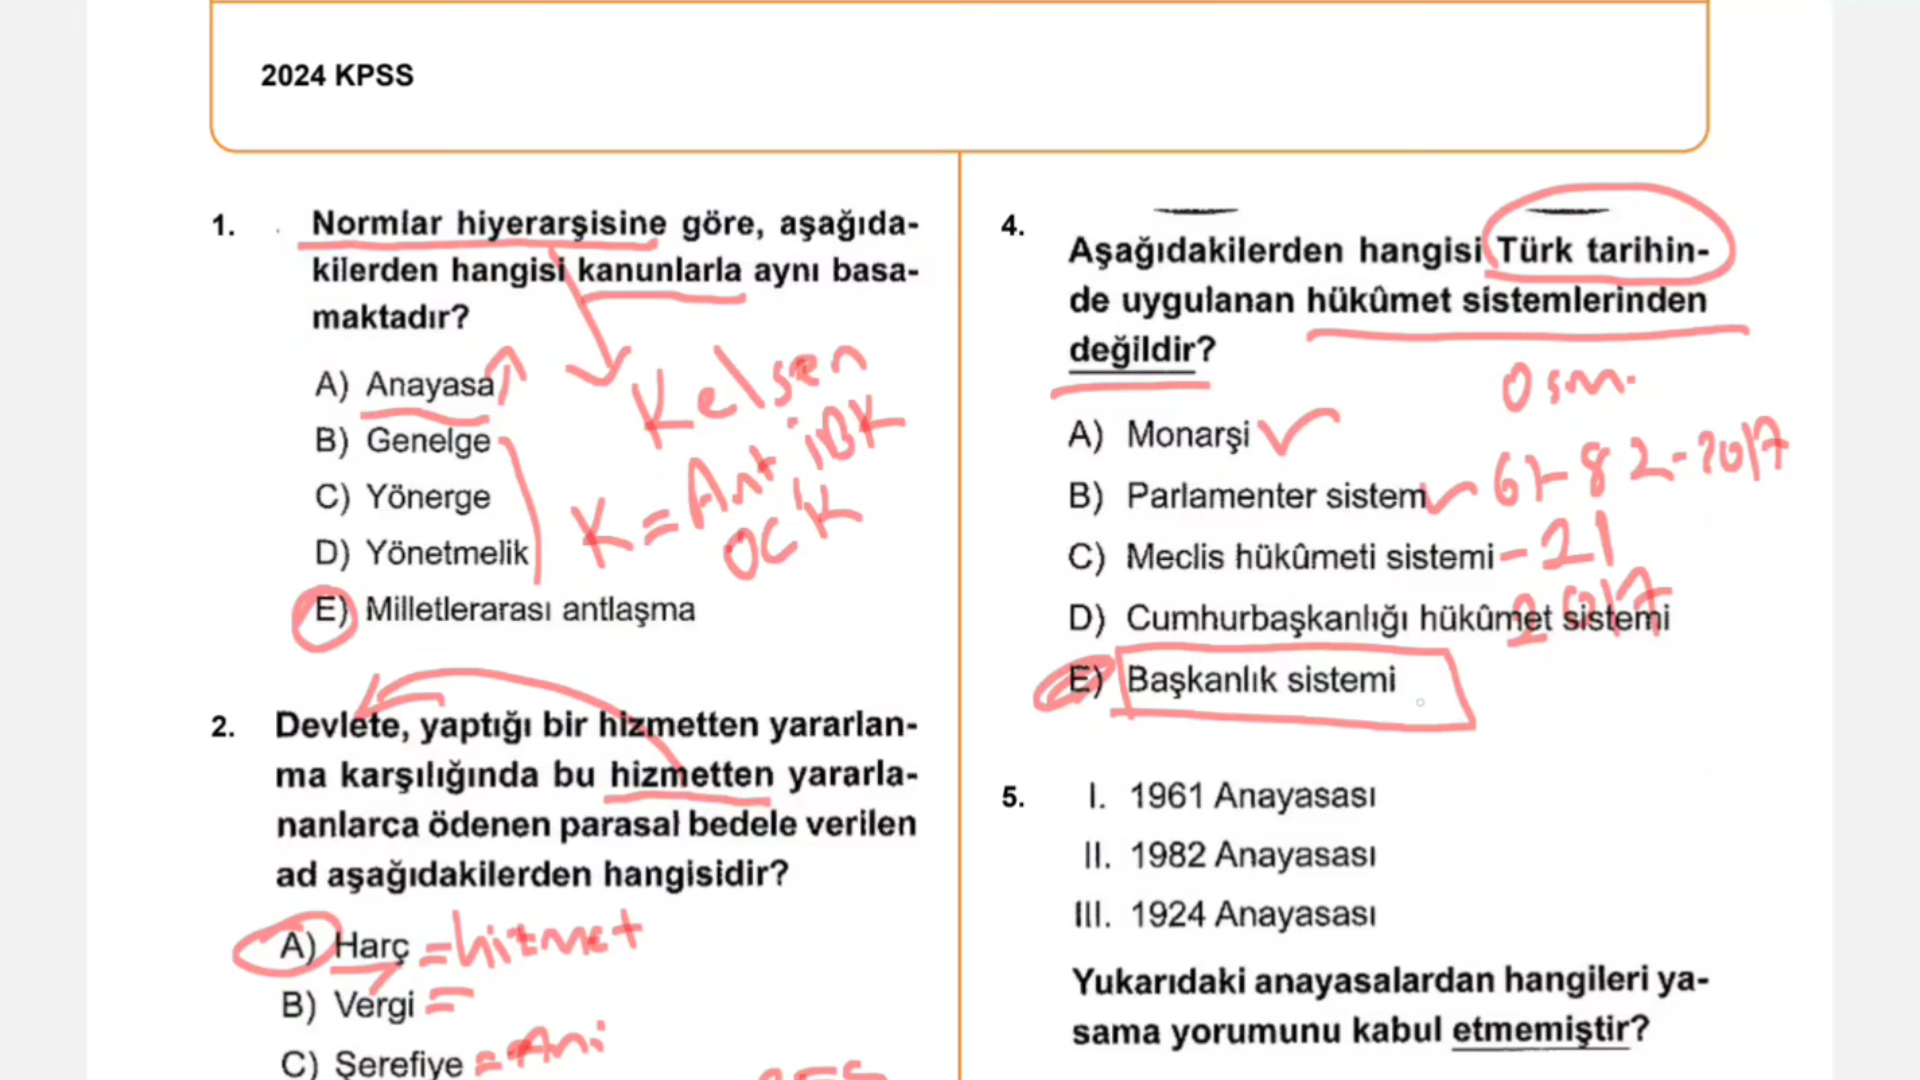 2024 KPSS
1. Normlar hiyerarşisine göre, aşağıda-
kilerden hangisi kanunlarla aynı basa-
maktadır?
A) Anayasa
B) Genelge
C) Yönerge
D) Yönetmelik
E) Milletlerarası antlaşma
Kelsen
K = Ant İBK
OCK
2. Devlete, yaptığı bir hizmetten yararlan-
ma karşılığında bu hizmetten yararla-
nanlarca ödenen parasal bedele verilen
ad aşağıdakilerden hangisidir?
A) Harç = hizmet
B) Vergi =
C) Şerefiye = Ani
4. Aşağıdakilerden hangisi Türk tarihin-
de uygulanan hükûmet sistemlerinden
değildir?
Osm.
A) Monarşi
B) Parlamenter sistem 61-82-2017
C) Meclis hükûmeti sistemi - 21
2017
D) Cumhurbaşkanlığı hükûmet sistemi
E) Başkanlık sistemi
5. I. 1961 Anayasası
II. 1982 Anayasası
III. 1924 Anayasası
Yukarıdaki anayasalardan hangileri ya-
sama yorumunu kabul etmemiştir?